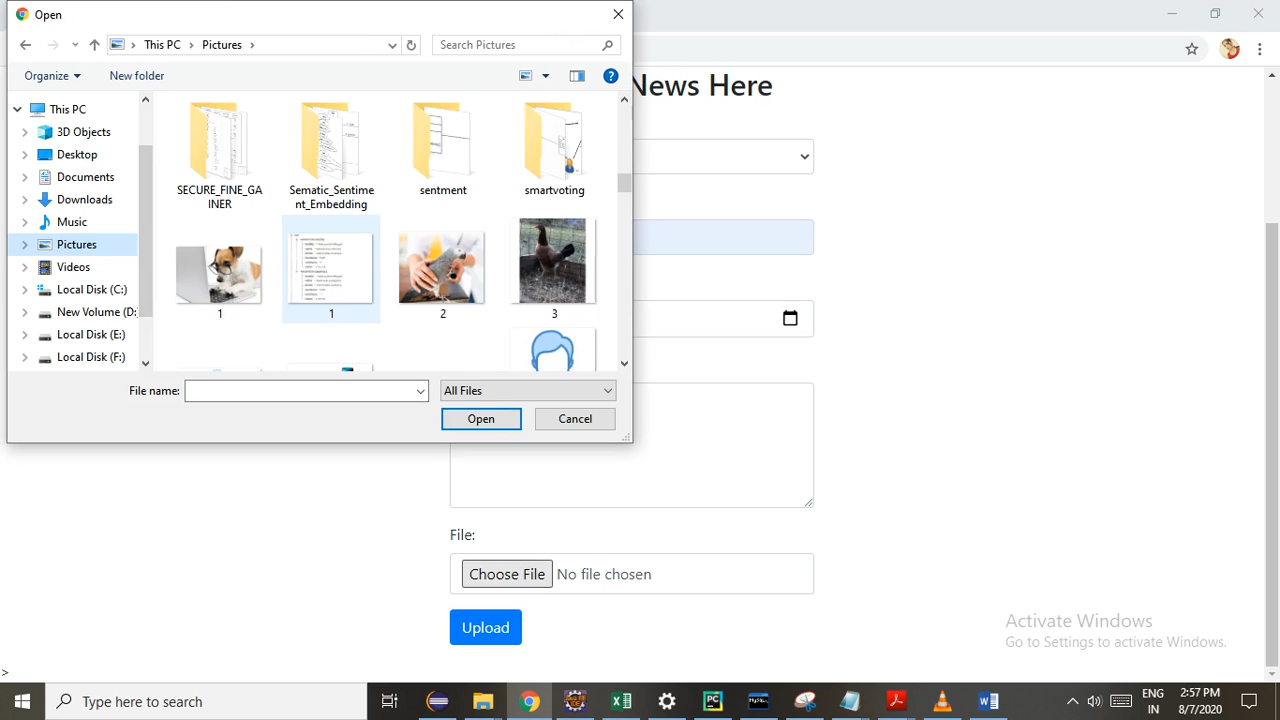 Open
This PC
Pictures
Search Pictures
Organize
New folder
This PC
3D Objects
Desktop
Documents
Downloads
Music
Pictures
Videos
Local Disk (C:)
New Volume (D:
Local Disk (E:)
Local Disk (F:)
SECURE_FINE_GA
INER
Sematic_Sentime
nt_Embedding
sentment
smartvoting
1
1
2
3
File name:
All Files
Open
Cancel
News Here
File:
Choose File No file chosen
Upload
Activate Windows
Go to Settings to activate Windows.
>
Type here to search
ENG
IN
2:57 PM
8/7/2020